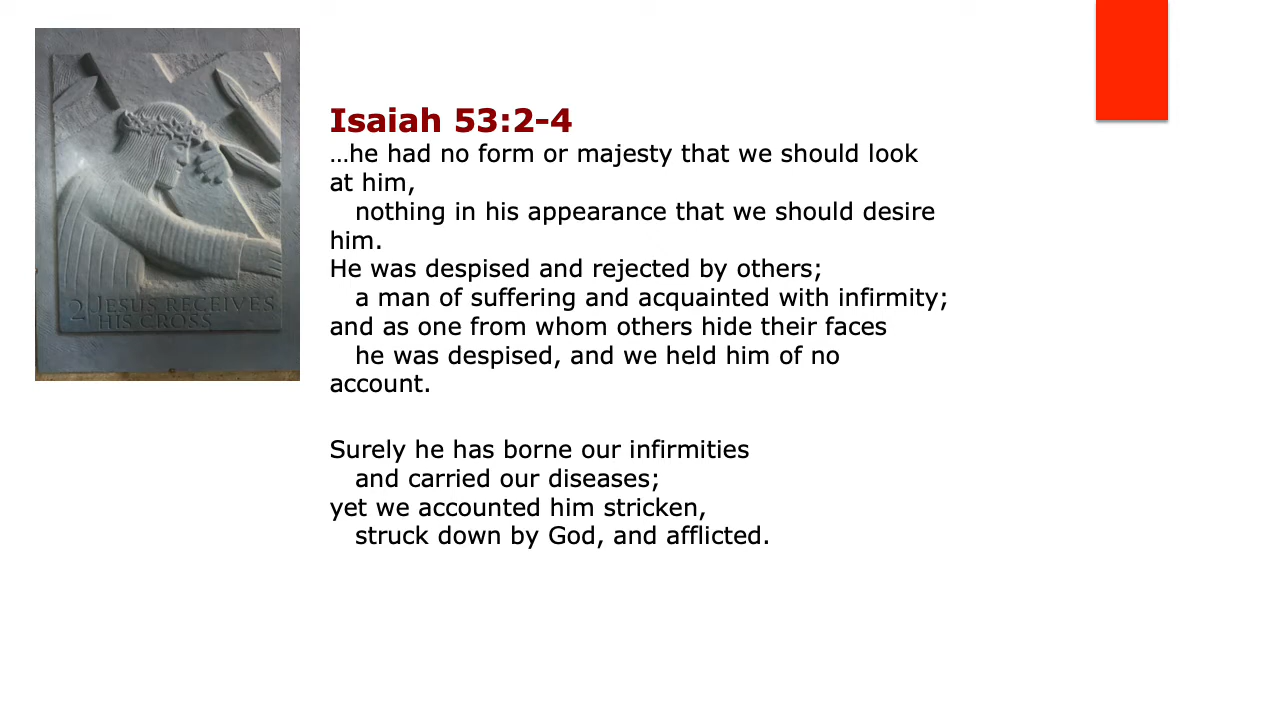 2 JESUS RECEIVES
HIS CROSS
Isaiah 53:2-4
…he had no form or majesty that we should look
at him,
nothing in his appearance that we should desire
him.
He was despised and rejected by others;
a man of suffering and acquainted with infirmity;
and as one from whom others hide their faces
he was despised, and we held him of no
account.
Surely he has borne our infirmities
and carried our diseases;
yet we accounted him stricken,
struck down by God, and afflicted.